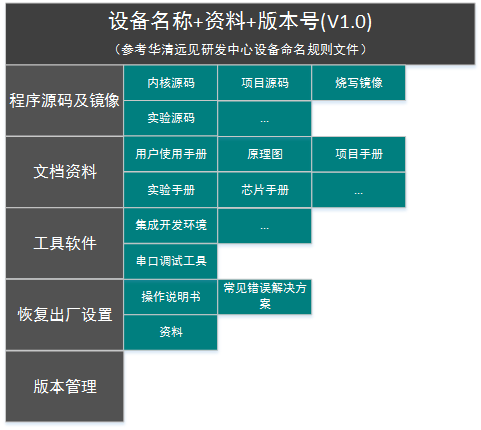 设备名称+资料+版本号(V1.0)
（参考华清远见研发中心设备命名规则文件）
程序源码及镜像
内核源码
项目源码
烧写镜像
实验源码
...
文档资料
用户使用手册
原理图
项目手册
实验手册
芯片手册
...
工具软件
集成开发环境
...
串口调试工具
恢复出厂设置
操作说明书
常见错误解决方
案
资料
版本管理